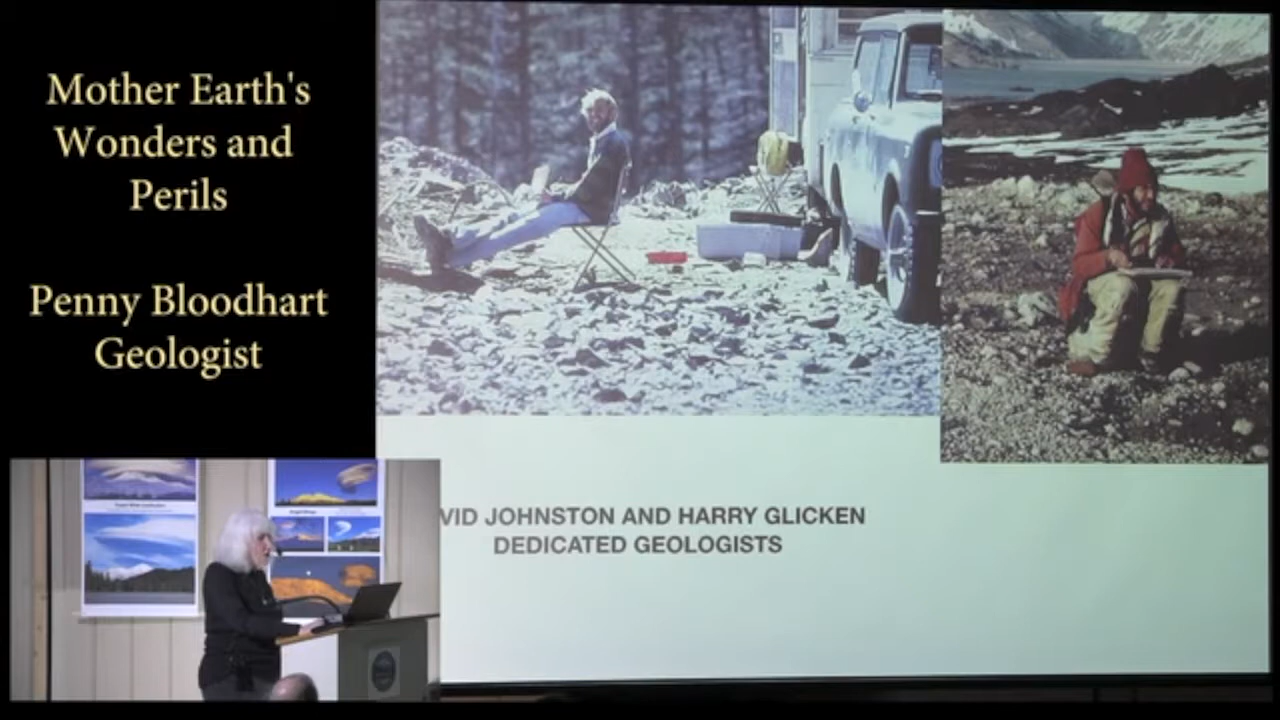 Mother Earth's
Wonders and
Perils
Penny Bloodhart
Geologist
VID JOHNSTON AND HARRY GLICKEN
DEDICATED GEOLOGISTS